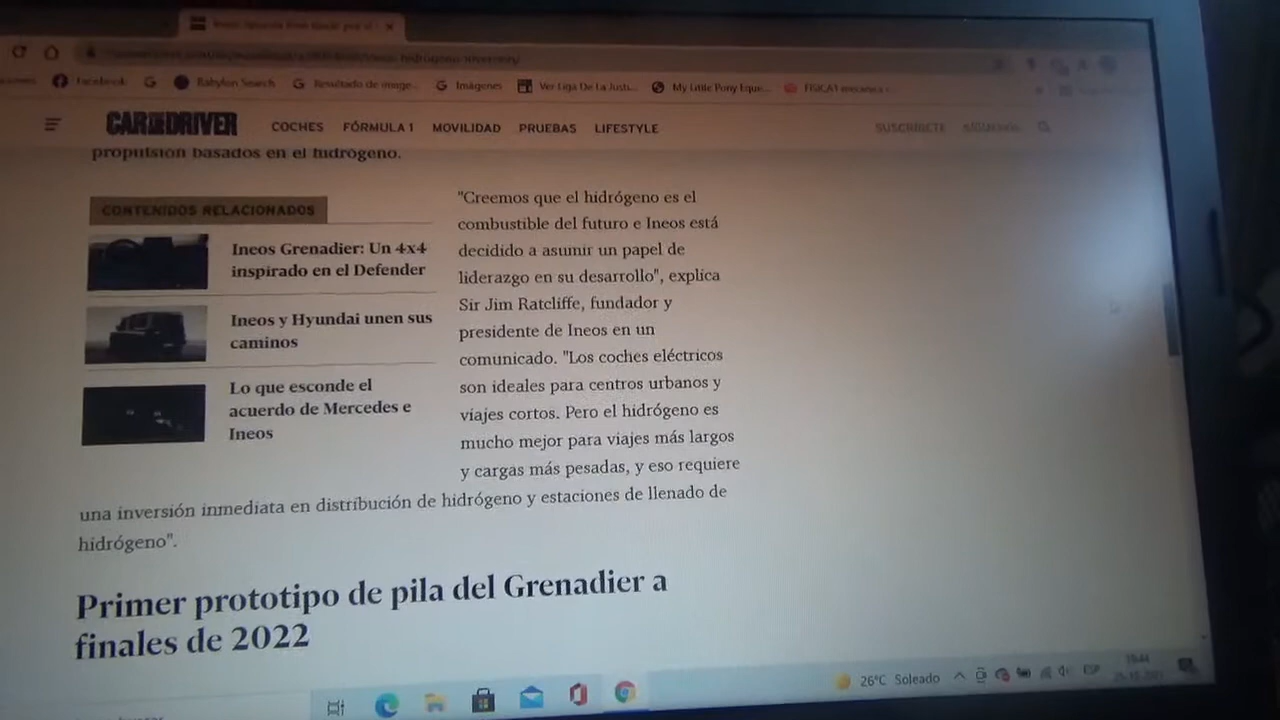 Facebook
Babylon Search
Resultado de image...
Imágenes
Ver Liga De La Justi...
My Little Pony Eque...
CAR AND DRIVER
COCHES
FÓRMULA 1
MOVILIDAD
PRUEBAS
LIFESTYLE
SUSCRÍBETE
propulsión basados en el hidrógeno.
CONTENIDOS RELACIONADOS
Ineos Grenadier: Un 4x4
inspirado en el Defender
Ineos y Hyundai unen sus
caminos
Lo que esconde el
acuerdo de Mercedes e
Ineos
"Creemos que el hidrógeno es el
combustible del futuro e Ineos está
decidido a asumir un papel de
liderazgo en su desarrollo", explica
Sir Jim Ratcliffe, fundador y
presidente de Ineos en un
comunicado. "Los coches eléctricos
son ideales para centros urbanos y
viajes cortos. Pero el hidrógeno es
mucho mejor para viajes más largos
y cargas más pesadas, y eso requiere
una inversión inmediata en distribución de hidrógeno y estaciones de llenado de
hidrógeno".
Primer prototipo de pila del Grenadier a
finales de 2022
26°C Soleado
ESP